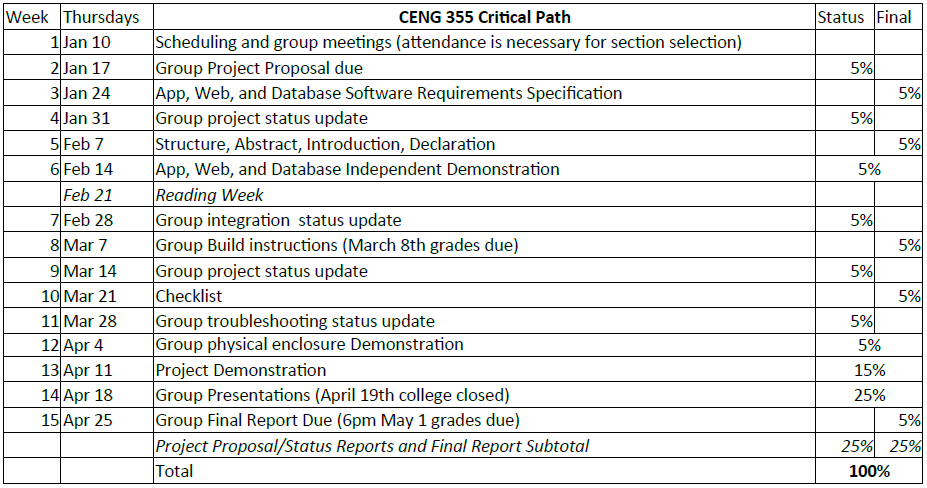 Week Thursdays CENG 355 Critical Path Status Final
1 Jan 10 Scheduling and group meetings (attendance is necessary for section selection)
2 Jan 17 Group Project Proposal due 5%
3 Jan 24 App, Web, and Database Software Requirements Specification 5%
4 Jan 31 Group project status update 5%
5 Feb 7 Structure, Abstract, Introduction, Declaration 5%
6 Feb 14 App, Web, and Database Independent Demonstration 5%
Feb 21 Reading Week
7 Feb 28 Group integration  status update 5%
8 Mar 7 Group Build instructions (March 8th grades due) 5%
9 Mar 14 Group project status update 5%
10 Mar 21 Checklist 5%
11 Mar 28 Group troubleshooting status update 5%
12 Apr 4 Group physical enclosure Demonstration 5%
13 Apr 11 Project Demonstration 15%
14 Apr 18 Group Presentations (April 19th college closed) 25%
15 Apr 25 Group Final Report Due (6pm May 1 grades due) 5%
Project Proposal/Status Reports and Final Report Subtotal 25% 25%
Total 100%